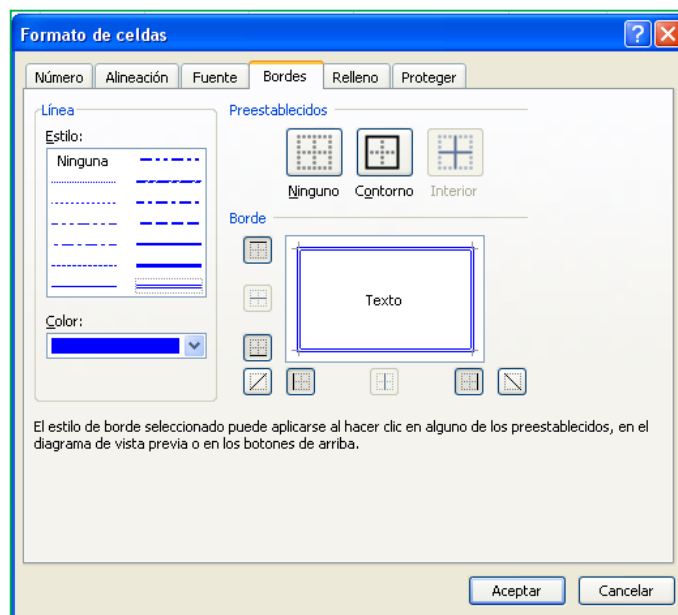 Formato de celdas
Número Alineación Fuente Bordes Relleno Proteger
Línea
Estilo:
Ninguna
Color:
Preestablecidos
Ninguno Contorno Interior
Borde
Texto
El estilo de borde seleccionado puede aplicarse al hacer clic en alguno de los preestablecidos, en el
diagrama de vista previa o en los botones de arriba.
Aceptar Cancelar